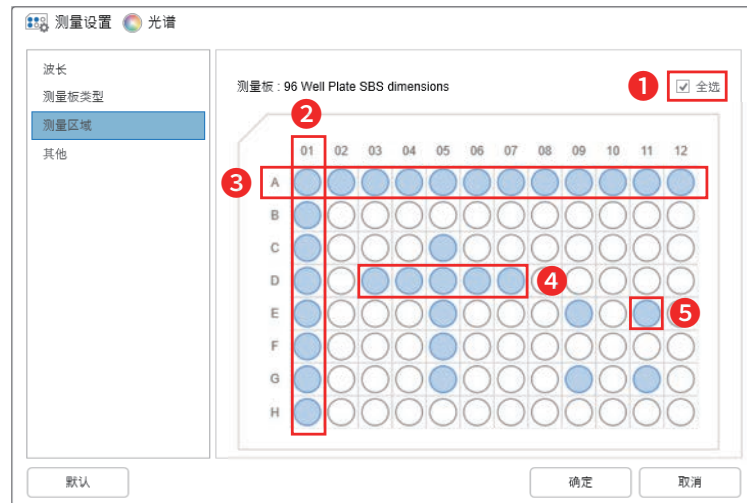 测量设置 光谱
波长
测量板类型
测量区域
其他
测量板 : 96 Well Plate SBS dimensions
1 全选
2
01 02 03 04 05 06 07 08 09 10 11 12
3 A
B
C
D 4
E 5
F
G
H
默认 确定 取消